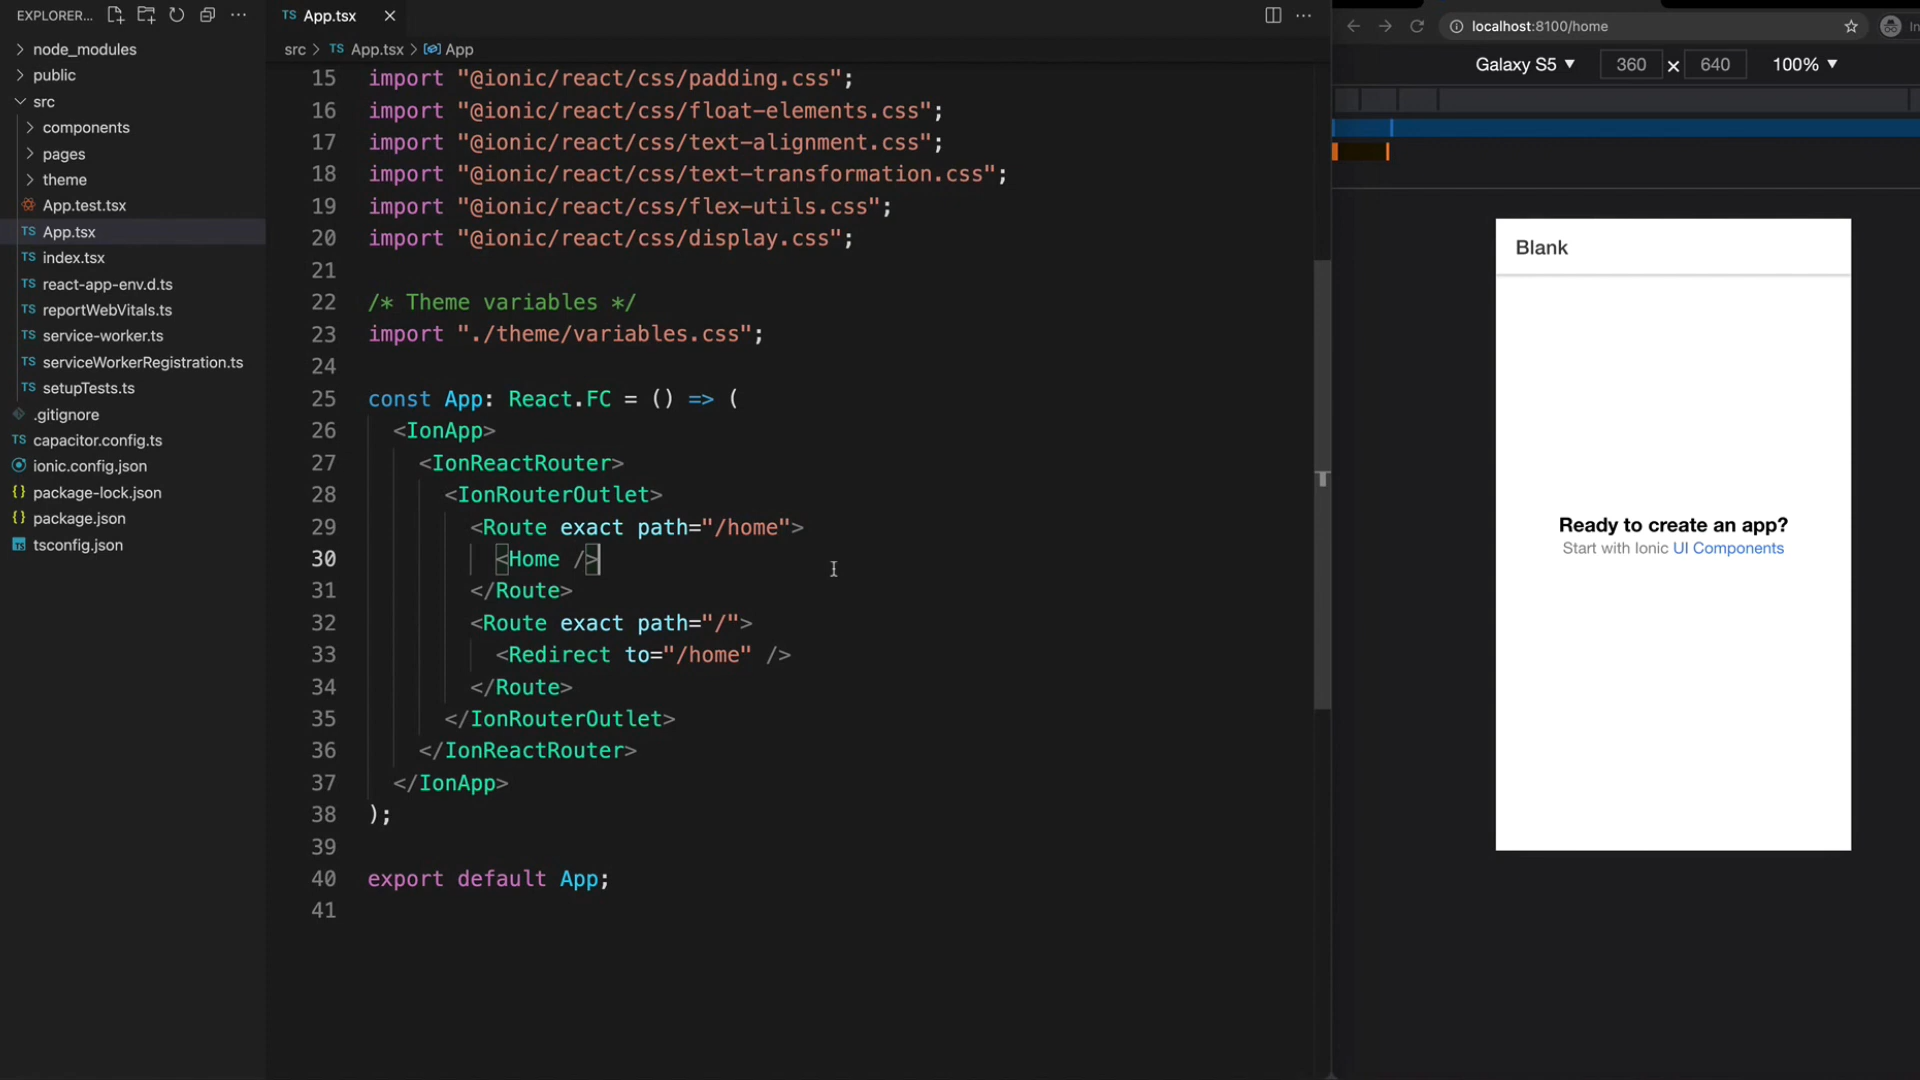 EXPLORER...
node_modules
public
src
components
pages
theme
App.test.tsx
TS App.tsx
TS index.tsx
TS react-app-env.d.ts
TS reportWebVitals.ts
TS service-worker.ts
TS serviceWorkerRegistration.ts
TS setupTests.ts
.gitignore
TS capacitor.config.ts
ionic.config.json
{} package-lock.json
{} package.json
TS tsconfig.json
TS App.tsx
src > TS App.tsx > App
15 import "@ionic/react/css/padding.css";
16 import "@ionic/react/css/float-elements.css";
17 import "@ionic/react/css/text-alignment.css";
18 import "@ionic/react/css/text-transformation.css";
19 import "@ionic/react/css/flex-utils.css";
20 import "@ionic/react/css/display.css";
21
22 /* Theme variables */
23 import "./theme/variables.css";
24
25 const App: React.FC = () => (
26 <IonApp>
27 <IonReactRouter>
28 <IonRouterOutlet>
29 <Route exact path="/home">
30 <Home />
31 </Route>
32 <Route exact path="/">
33 <Redirect to="/home" />
34 </Route>
35 </IonRouterOutlet>
36 </IonReactRouter>
37 </IonApp>
38 );
39
40 export default App;
41
localhost:8100/home
In
Galaxy S5 ▼ 360 × 640 100% ▼
Blank
Ready to create an app?
Start with Ionic UI Components